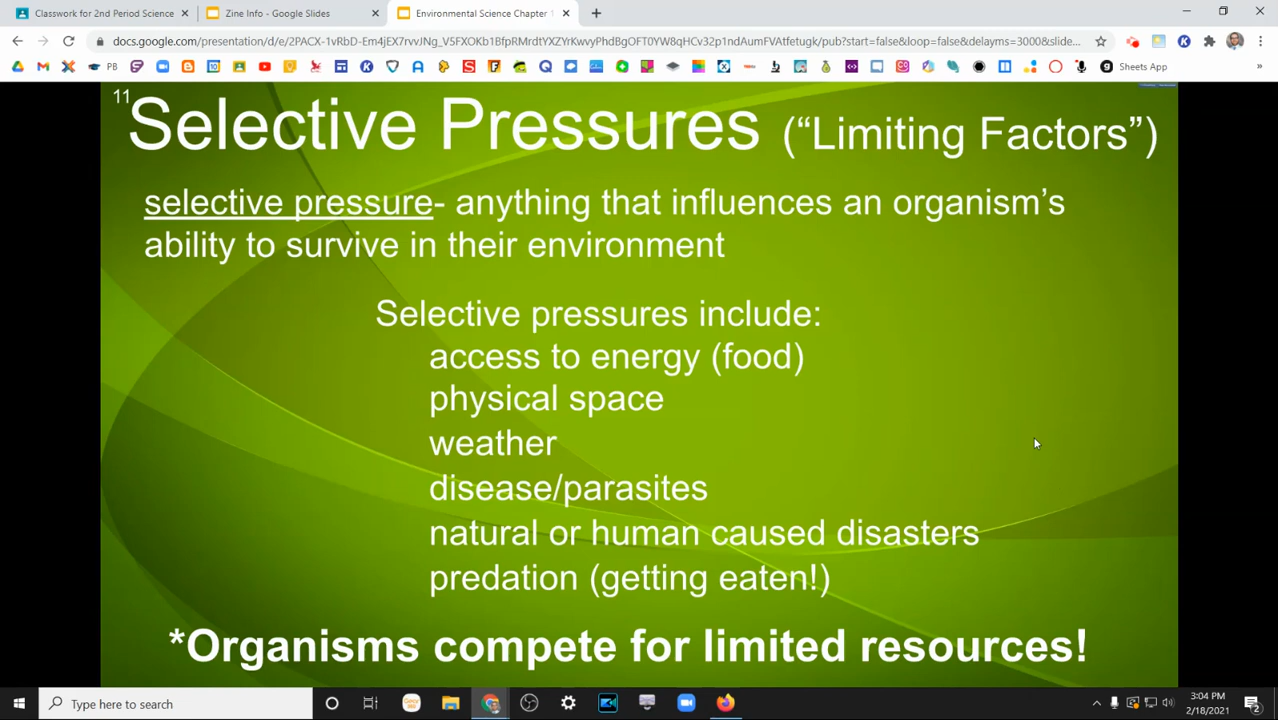 Classwork for 2nd Period Science
Zine Info - Google Slides
Environmental Science Chapter
docs.google.com/presentation/d/e/2PACX-1vRbD-Em4jEX7rvvJNg_V5FXOKb1BfpRMrdtYXZYrKwvyPhdBgOFT0YW8qHCv32p1ndAumFVAtfetugk/pub?start=false&loop=false&delayms=3000&slide...
PB
Sheets App
11
Selective Pressures (“Limiting Factors”)
selective pressure- anything that influences an organism’s
ability to survive in their environment
Selective pressures include:
access to energy (food)
physical space
weather
disease/parasites
natural or human caused disasters
predation (getting eaten!)
*Organisms compete for limited resources!
Type here to search
3:04 PM
2/18/2021
2